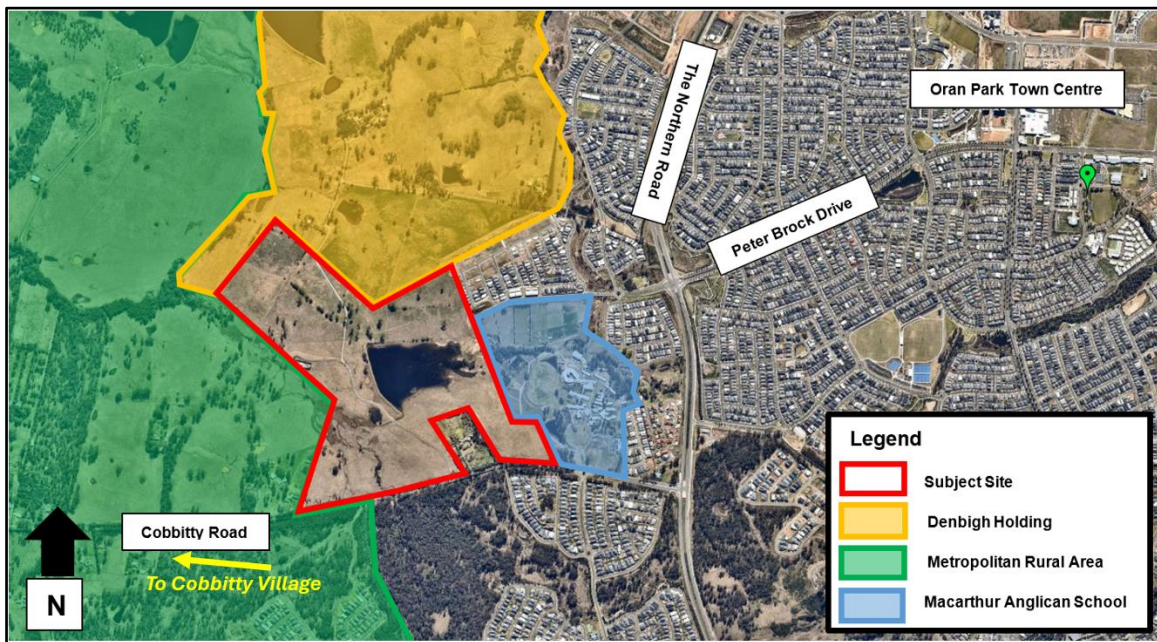 The Northern Road
Oran Park Town Centre
Peter Brock Drive
Legend
Subject Site
Denbigh Holding
Metropolitan Rural Area
Macarthur Anglican School
Cobbitty Road
To Cobbitty Village
N